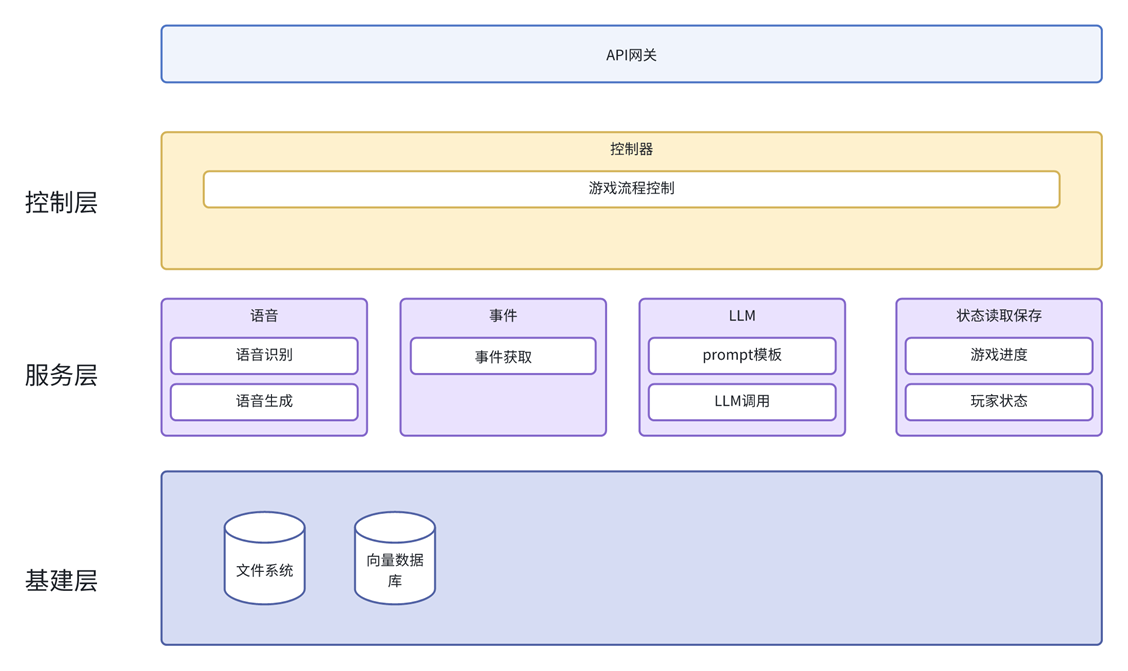 API网关
控制层
控制器
游戏流程控制
服务层
语音
语音识别
语音生成
事件
事件获取
LLM
prompt模板
LLM调用
状态读取保存
游戏进度
玩家状态
基建层
文件系统
向量数据
库